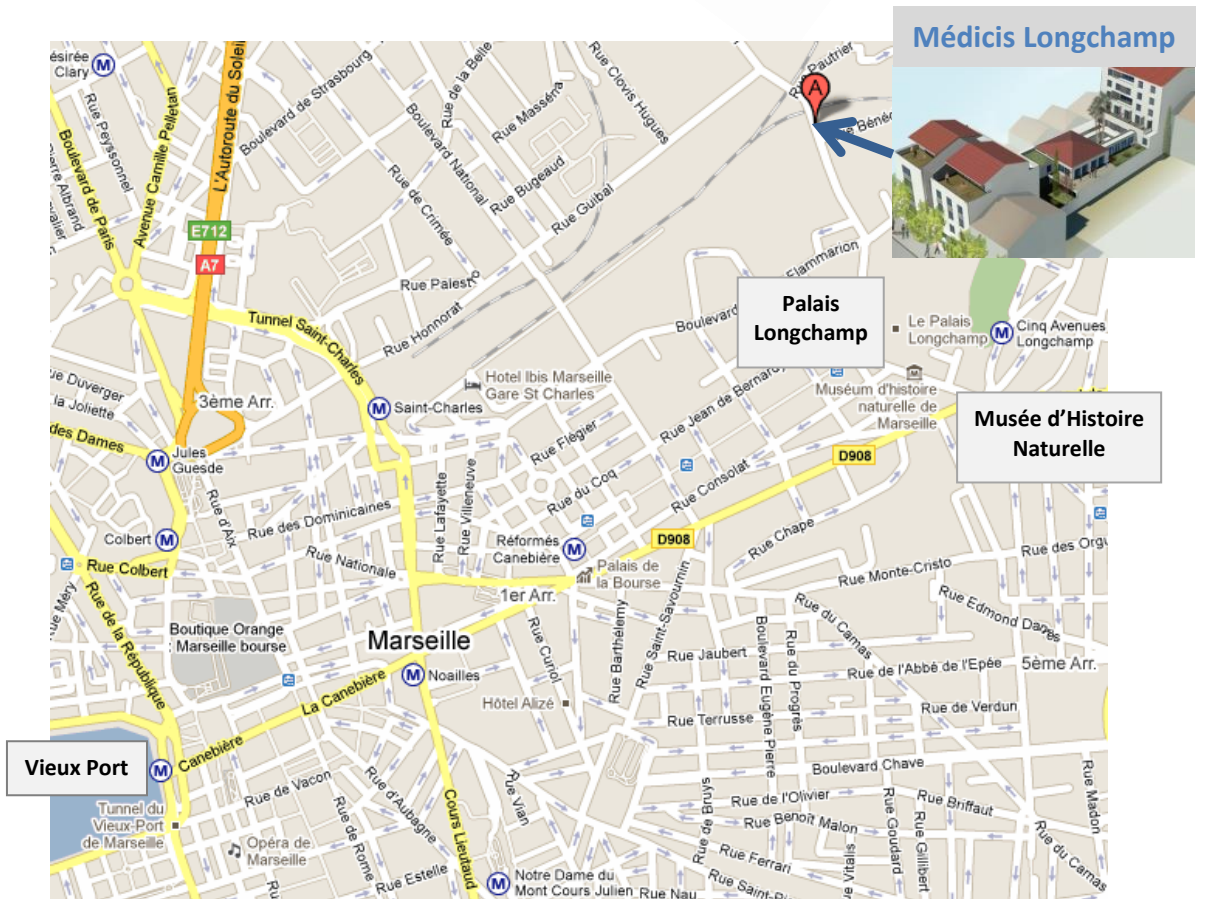 Médicis Longchamp
ésirée
Clary
M
Boulevard de Strasbourg
L'Autoroute du Soleil
Rue de la Belle
Rue Clovis Hugues
Rue Pautrier
A
Rue Masséna
Boulevard National
Rue Béné
Rue Peyssonnel
Avenue Camille Pelletan
Boulevard de Paris
Rue Bugeaud
Rue Guibal
Rue de Crimée
E712
A7
Rue Palest
Flammarion
Boulevard
Palais
Longchamp
Le Palais
Longchamp
M
Cinq Avenues
Longchamp
Tunnel Saint-Charles
Rue Honnorat
Hotel Ibis Marseille
Gare St Charles
Muséum d'histoire
naturelle de
Marseille
Musée d'Histoire
Naturelle
ue Duverger
la Joliette
3ème Arr.
M
Saint-Charles
Rue Jean de Bernardy
des Dames
M
Jules
Guesde
Rue Flégier
D908
Rue d'Aix
Rue Lafayette
Rue Villeneuve
Rue du Coq
Rue Consolat
Rue des Dominicaines
Colbert
M
Réformés
Canebière
M
D908
Rue Chape
Rue des Orgu
Rue Colbert
Rue Nationale
Palais de
la Bourse
Rue Monte-Cristo
1er Arr.
Rue Méry
Rue de la République
Boutique Orange
: Marseille bourse
Marseille
Rue Curiol
Rue Barthélemy
Rue Saint-Savournin
Boulevard Eugène Pierre
Rue du Progrès
Rue du Camas
Rue Edmond Dares
Rue Jaubert
Rue de l'Abbé de l'Epée
5ème Arr.
M
Noailles
La Canebière
Hôtel Alizé
Rue Terrusse
Rue de Verdun
Vieux Port
M
Canebière
Boulevard Chave
Tunnel du
Vieux-Port
de Marseille
Rue de Vacon
Rue d'Aubagne
Rue de Rome
Cours Lieutaud
Rue Vian
Rue de Bruys
Rue de l'Olivier
Rue Benoît Malon
Rue Briffaut
Rue Madon
Opéra de
Marseille
Rue Ferrari
Rue Goudard
Rue Gillibert
Rue du Camas
Rue Estelle
M
Notre Dame du
Mont Cours Julien
Rue Nau